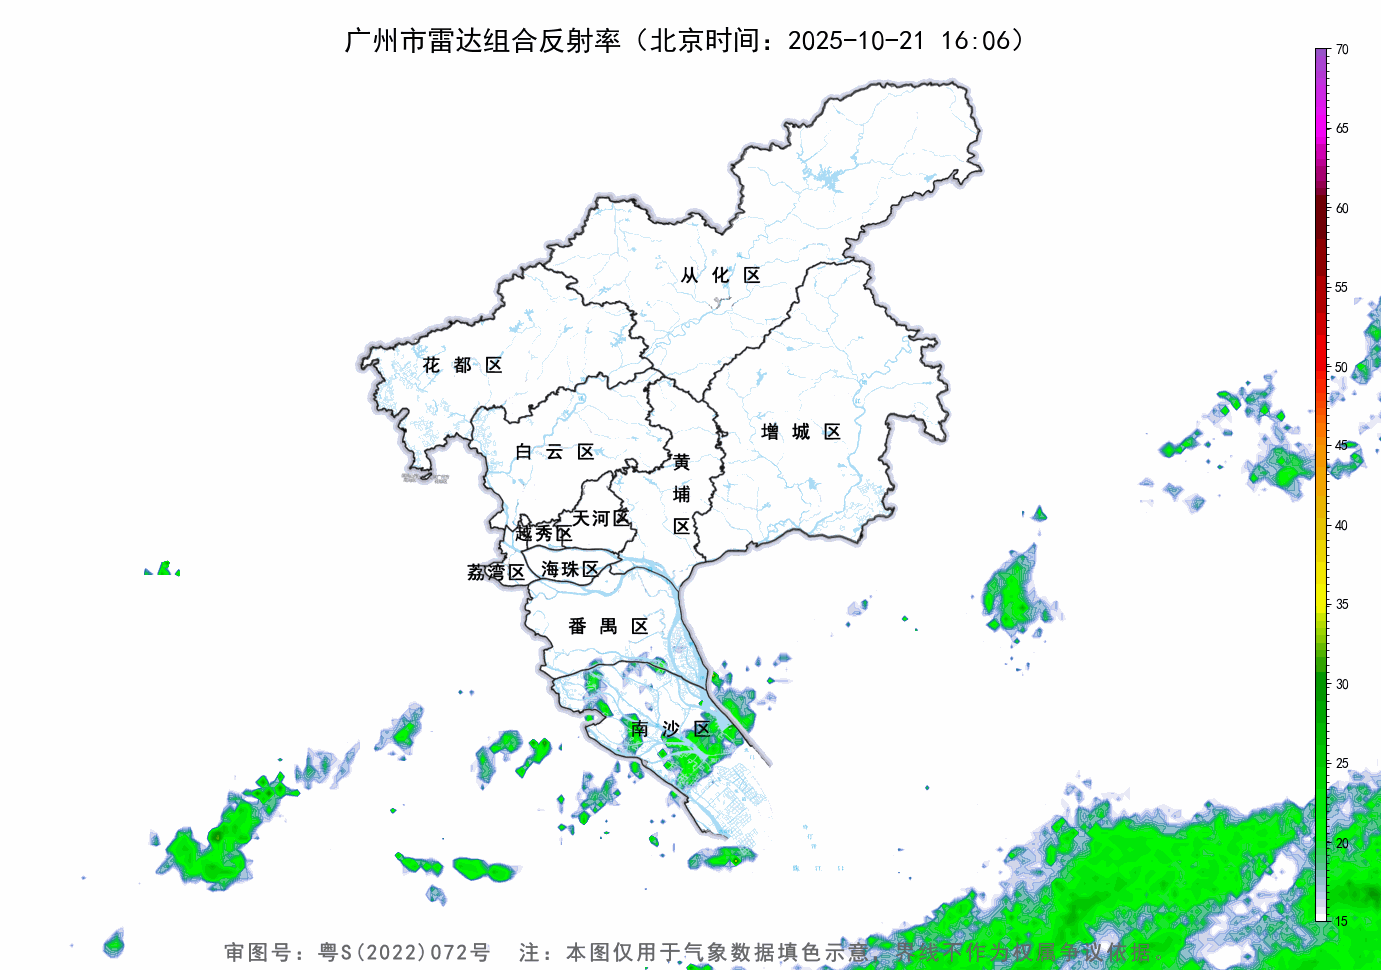 广州市雷达组合反射率（北京时间：2025-10-21 16:06）
70
65
60
55
50
45
40
35
30
25
20
15
从化区
花都区
增城区
白云区
黄埔区
天河区
越秀区
荔湾区
海珠区
番禺区
南沙区
审图号：粤S(2022)072号 注：本图仅用于气象数据填色示意，界线不作为权属争议依据。